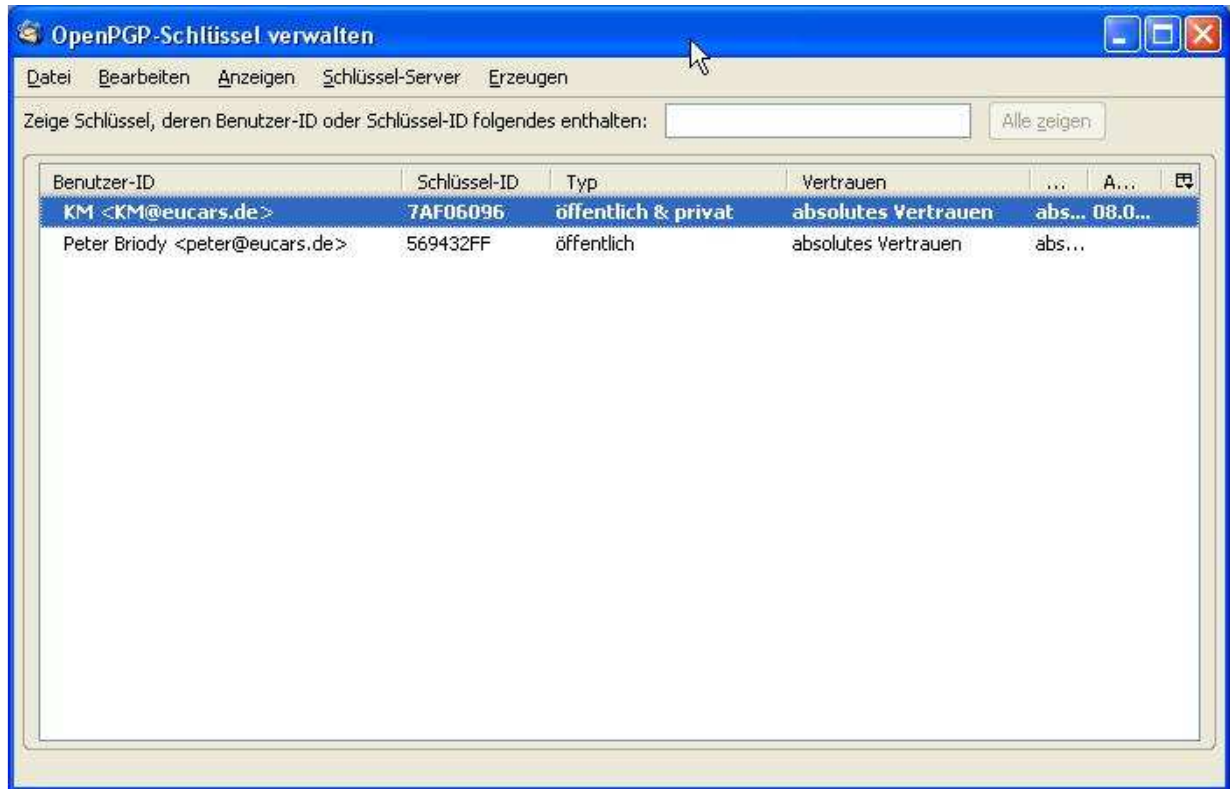 OpenPGP-Schlüssel verwalten
Datei Bearbeiten Anzeigen Schlüssel-Server Erzeugen
Zeige Schlüssel, deren Benutzer-ID oder Schlüssel-ID folgendes enthalten: Alle zeigen
Benutzer-ID Schlüssel-ID Typ Vertrauen ... A...
KM <KM@eucars.de> 7AF06096 öffentlich & privat absolutes Vertrauen abs... 08.0...
Peter Briody <peter@eucars.de> 569432FF öffentlich absolutes Vertrauen abs...